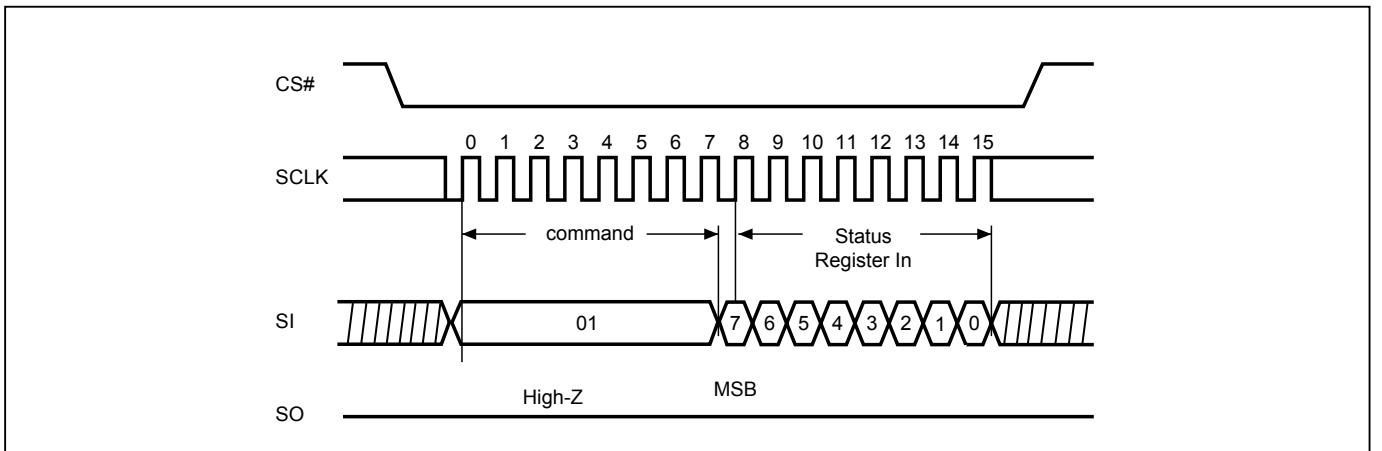 CS#
0 1 2 3 4 5 6 7 8 9 10 11 12 13 14 15
SCLK
command
Status
Register In
SI
01
7 6 5 4 3 2 1 0
High-Z
MSB
SO